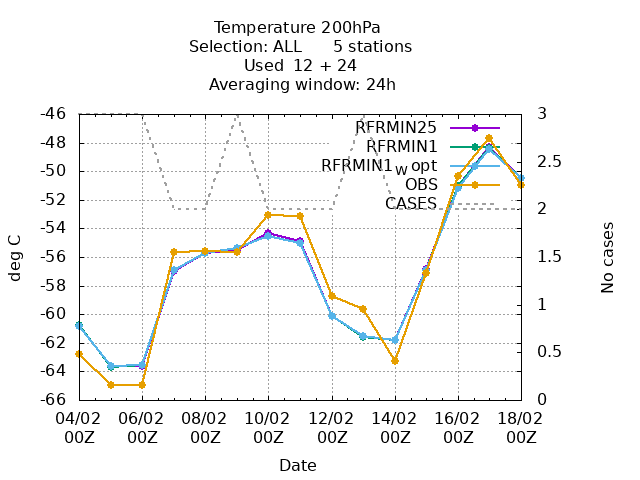 Temperature 200hPa
Selection: ALL      5 stations
Used  12 + 24
Averaging window: 24h
-46
-48
-50
-52
-54
-56
-58
-60
-62
-64
-66
deg C
3
2.5
2
1.5
1
0.5
0
No cases
RFRMIN25
RFRMIN1
RFRMIN1w opt
OBS
CASES
04/02 06/02 08/02 10/02 12/02 14/02 16/02 18/02
00Z 00Z 00Z 00Z 00Z 00Z 00Z 00Z
Date